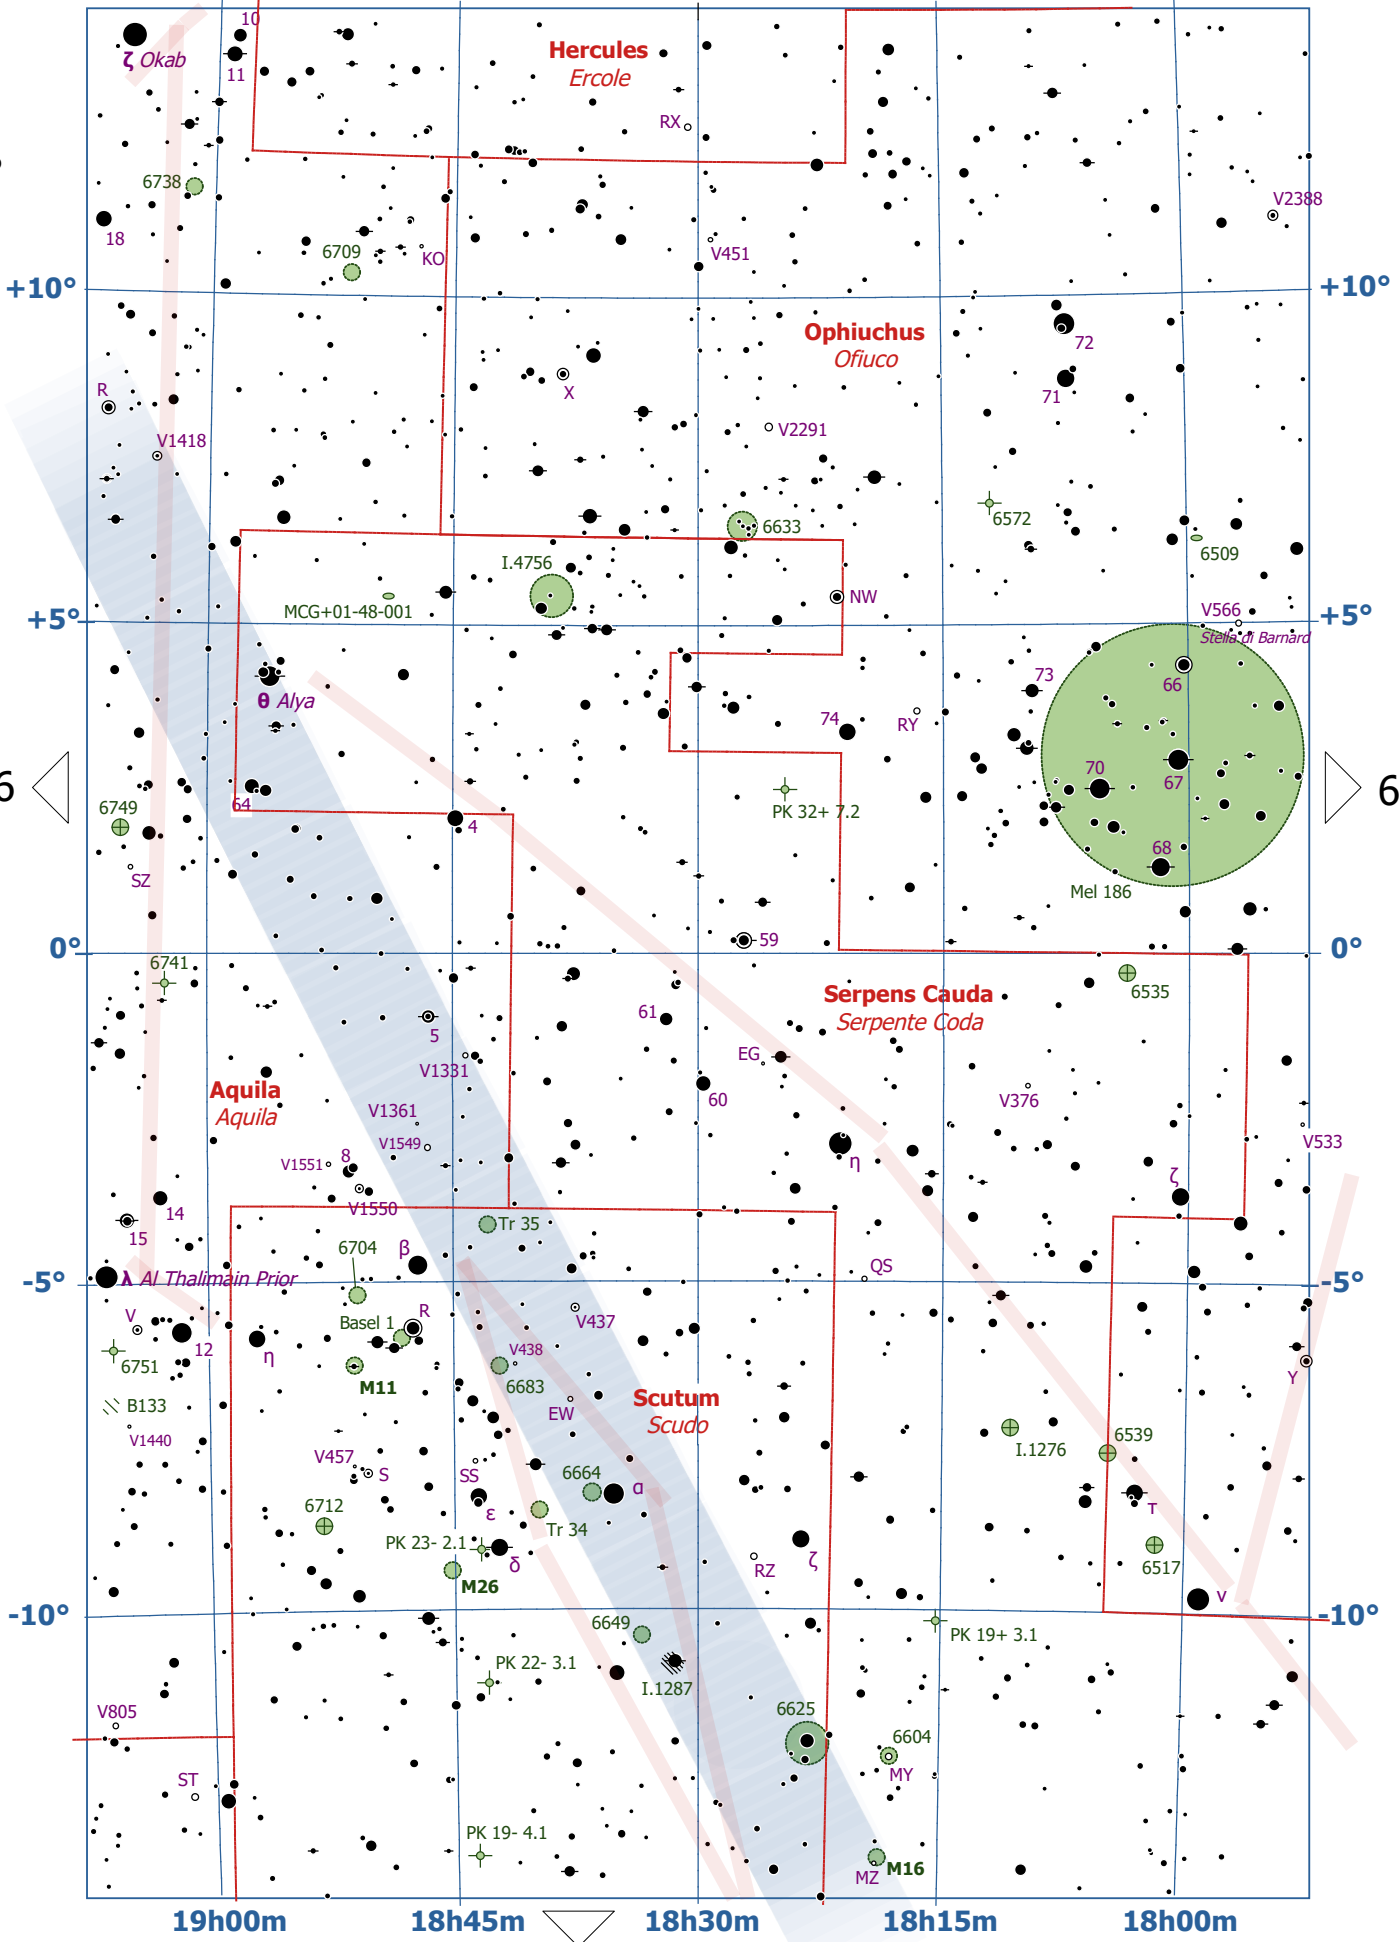 10
ζ Okab
11
Hercules
Ercole
RX
6738
18
6709
KO
V451
V2388
+10°
+10°
Ophiuchus
Ofiuco
72
71
X
R
V1418
V2291
6572
6633
6509
I.4756
MCG+01-48-001
NW
V566
Stella di Barnard
+5°
+5°
θ Alya
73
66
74
RY
70
67
6
6
64
6749
4
PK 32+ 7.2
68
Mel 186
SZ
59
0°
0°
6741
6535
Serpens Cauda
Serpente Coda
61
5
EG
V1331
Aquila
Aquila
60
V376
V1361
V1549
V533
V1551
8
η
ζ
V1550
14
15
Tr 35
6704
β
QS
λ Al Thalimain Prior
-5°
-5°
V
Basel 1
R
V437
12
η
V438
6751
M11
6683
Y
B133
EW
Scutum
Scudo
V1440
I.1276
6539
V457
S
SS
6664
α
6712
ε
Tr 34
τ
PK 23- 2.1
δ
RZ
ζ
6517
M26
ν
-10°
-10°
6649
PK 19+ 3.1
PK 22- 3.1
I.1287
V805
6625
6604
MY
ST
PK 19- 4.1
MZ
M16
19h00m
18h45m
18h30m
18h15m
18h00m